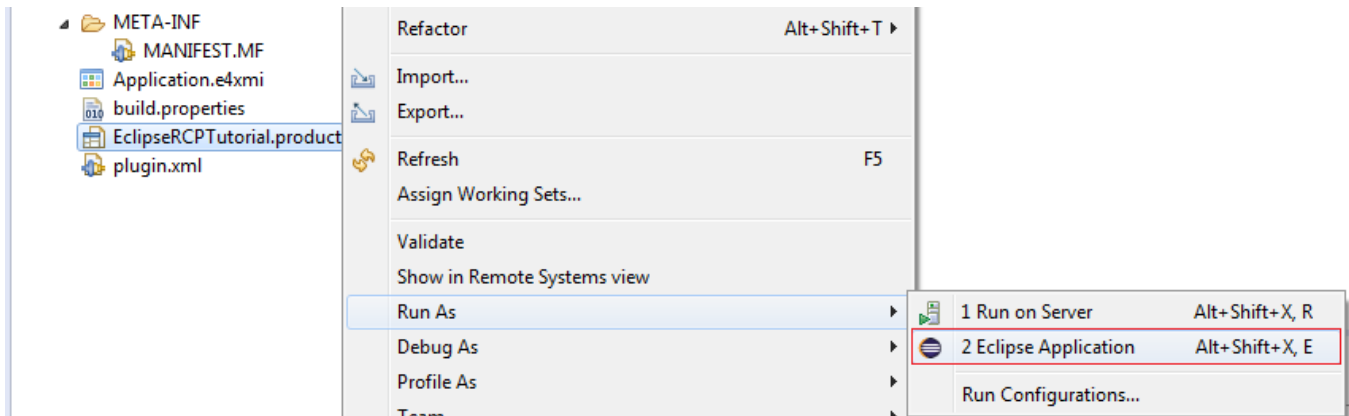 META-INF
MANIFEST.MF
Application.e4xmi
build.properties
EclipseRCPTutorial.product
plugin.xml
Refactor Alt+Shift+T
Import...
Export...
Refresh F5
Assign Working Sets...
Validate
Show in Remote Systems view
Run As
Debug As
Profile As
Team
1 Run on Server Alt+Shift+X, R
2 Eclipse Application Alt+Shift+X, E
Run Configurations...